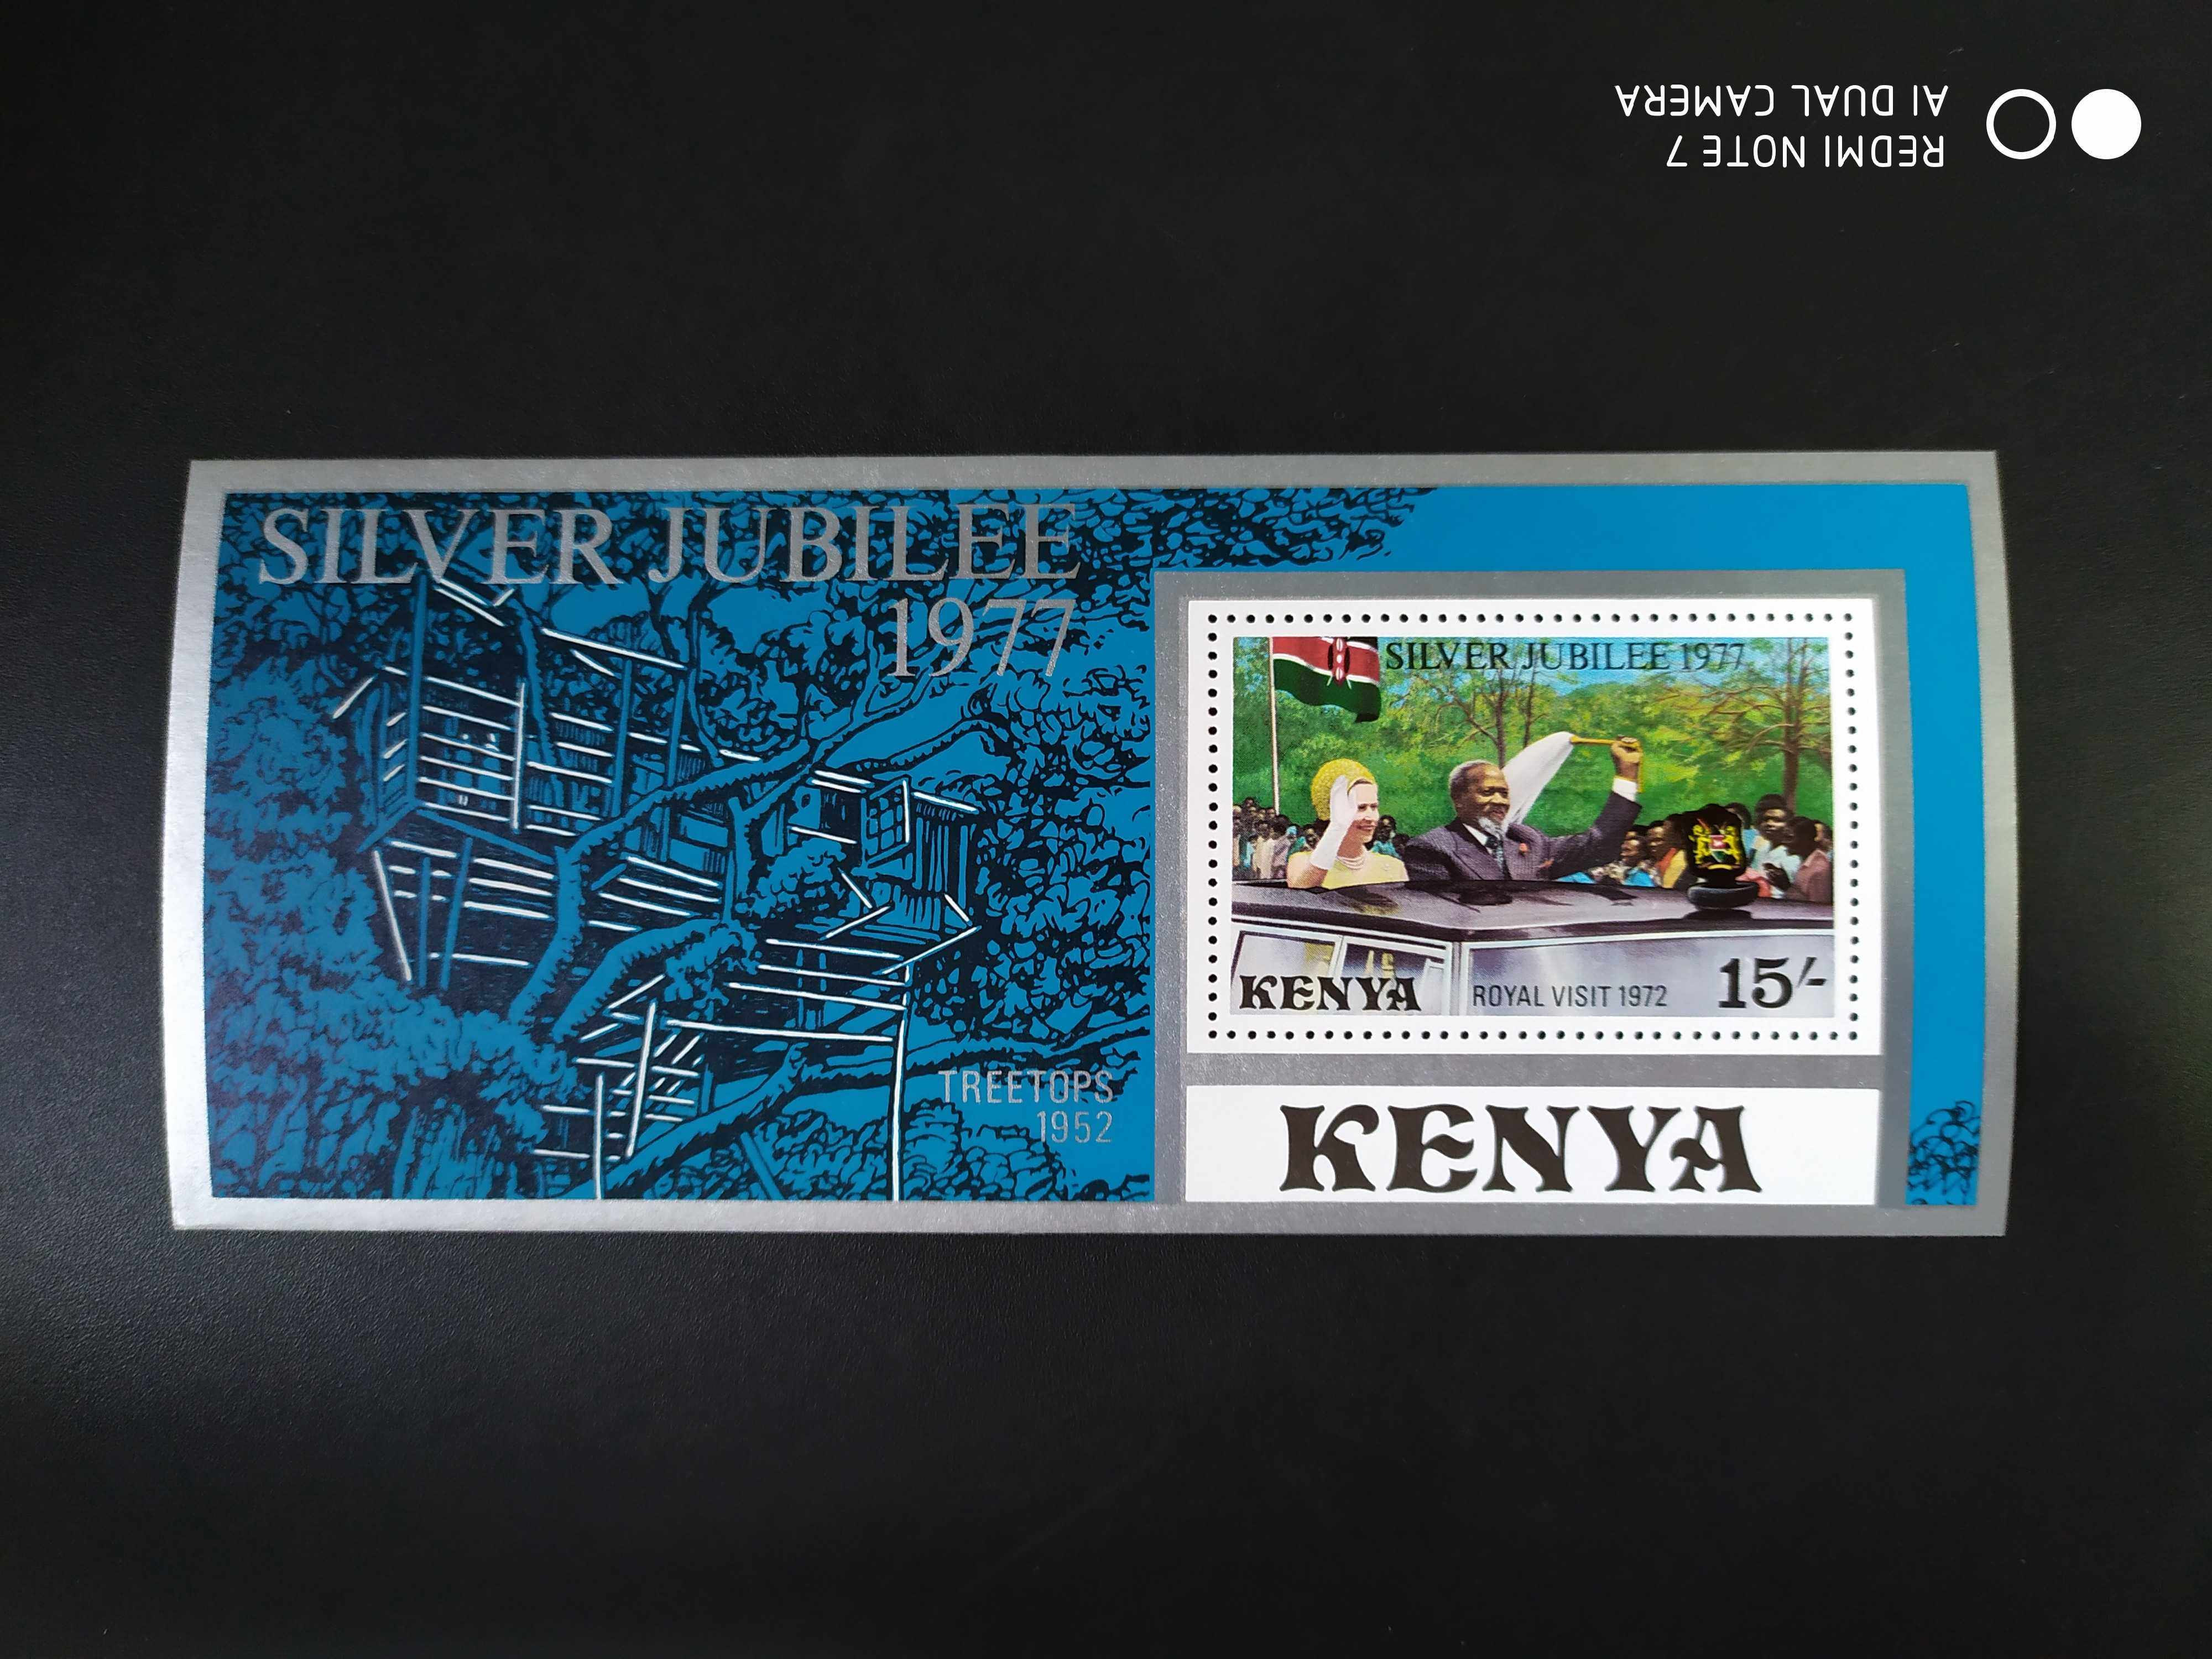 REDMI NOTE 7
AI DUAL CAMERA
SILVER JUBILEE
1977
TREETOPS
1952
SILVER JUBILEE 1977
KENYA
ROYAL VISIT 1972
15/-
KENYA